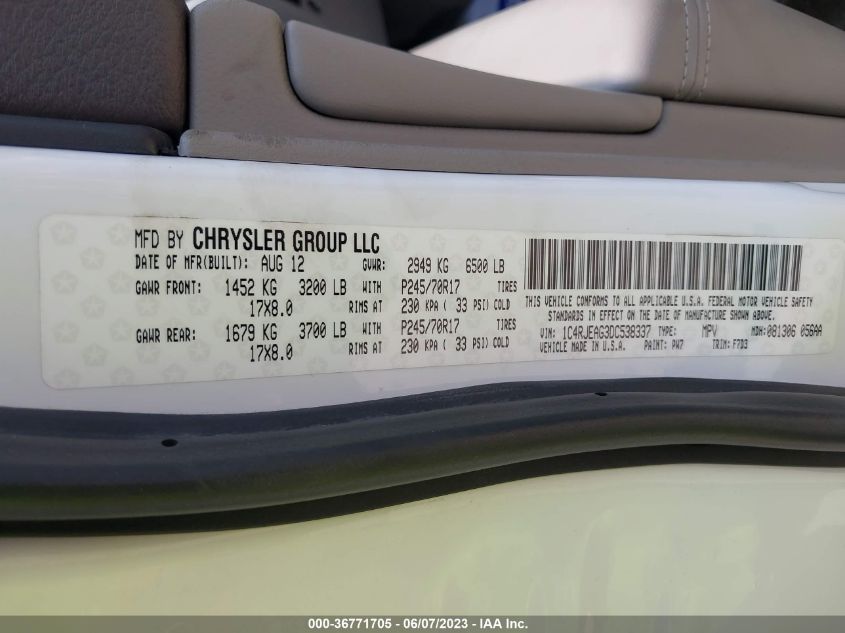 MFD BY CHRYSLER GROUP LLC
DATE OF MFR(BUILT): AUG 12 GVWR: 2949 KG 6500 LB
GAWR FRONT: 1452 KG 3200 LB WITH P245/70R17 TIRES
17X8.0 RIMS AT 230 KPA ( 33 PSI) COLD
GAWR REAR: 1679 KG 3700 LB WITH P245/70R17 TIRES
17X8.0 RIMS AT 230 KPA ( 33 PSI) COLD
THIS VEHICLE CONFORMS TO ALL APPLICABLE U.S.A. FEDERAL MOTOR VEHICLE SAFETY
STANDARDS IN EFFECT ON THE DATE OF MANUFACTURE SHOWN ABOVE.
VIN: 1C4RJEAG3DC538337 TYPE: MPV MDH: 081306 056AA
VEHICLE MADE IN U.S.A. PAINT: PW7 TRIM: F7D3
000-36771705 - 06/07/2023 - IAA Inc.